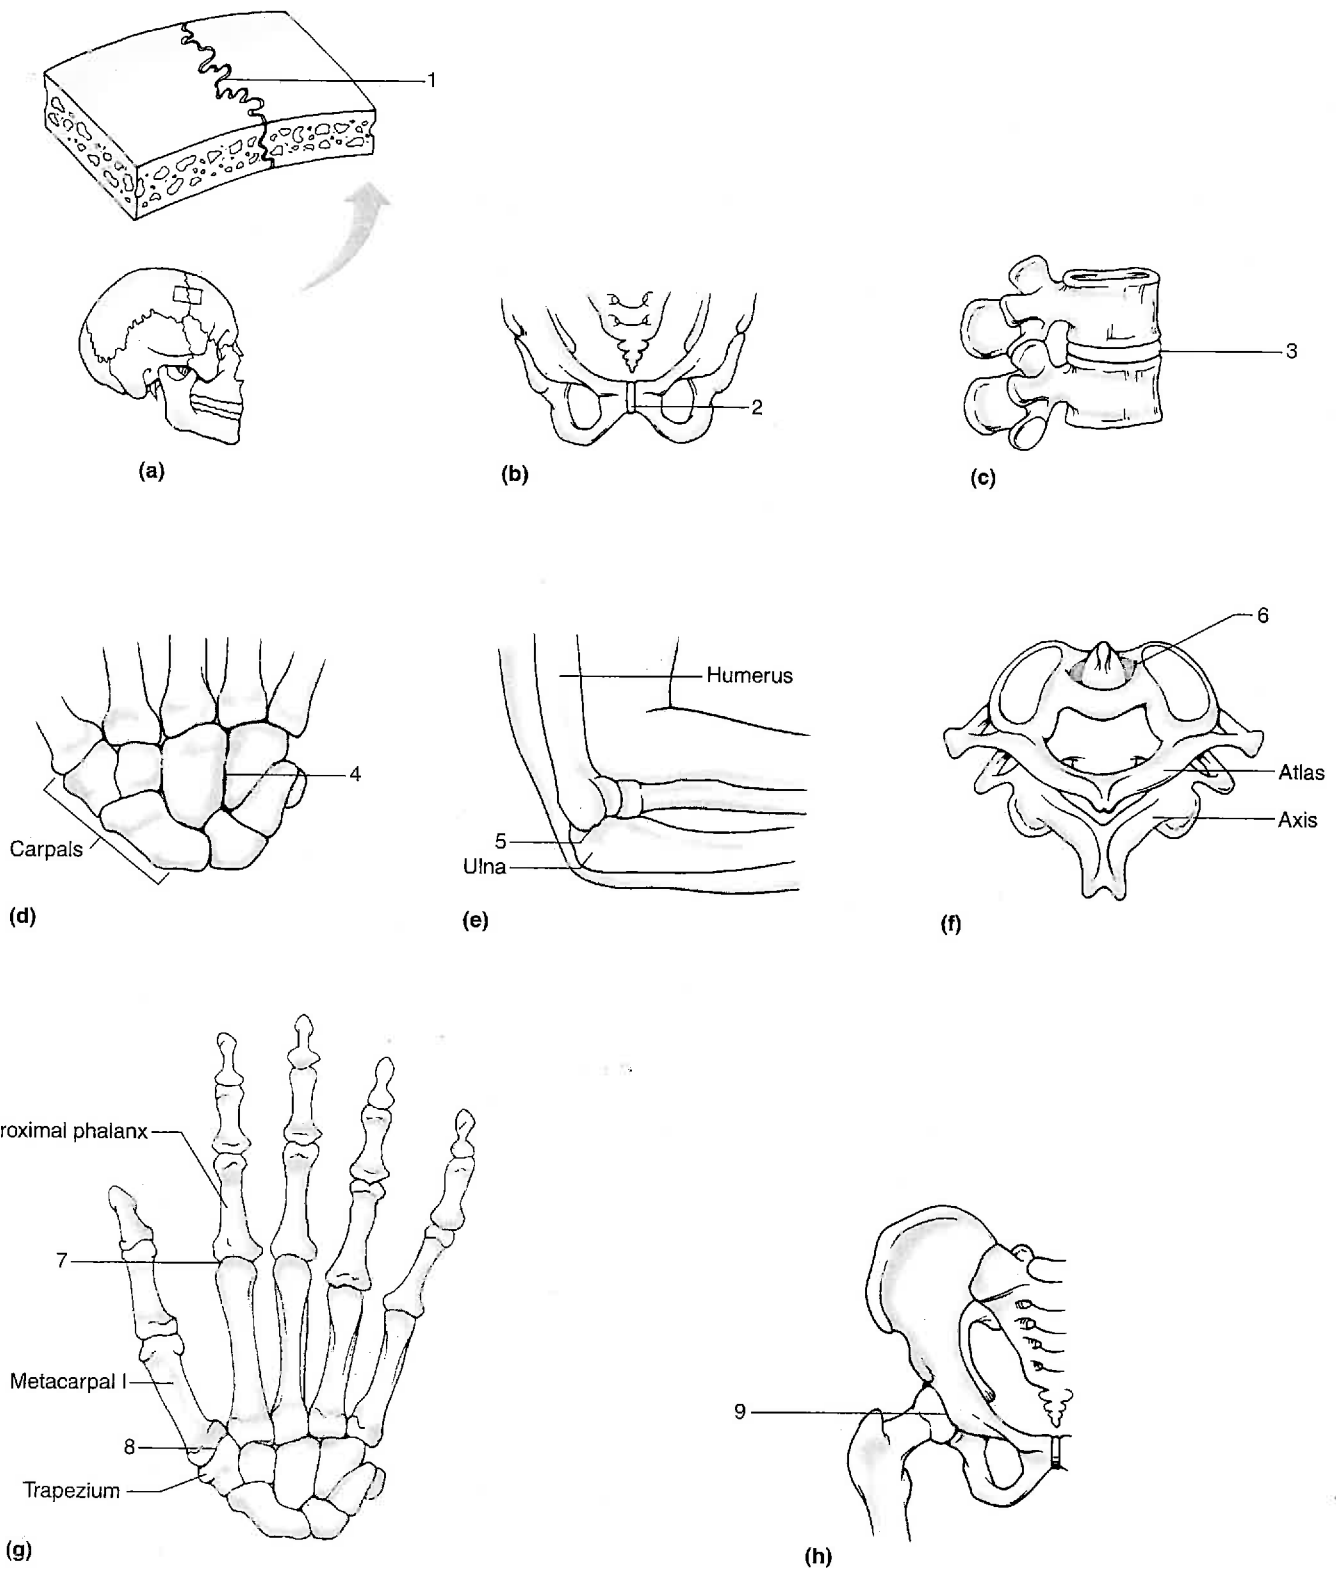 1
(a)
2
(b)
3
(c)
4
Carpals
(d)
Humerus
5
Ulna
(e)
6
Atlas
Axis
(f)
roximal phalanx
7
Metacarpal I
8
Trapezium
(g)
9
(h)